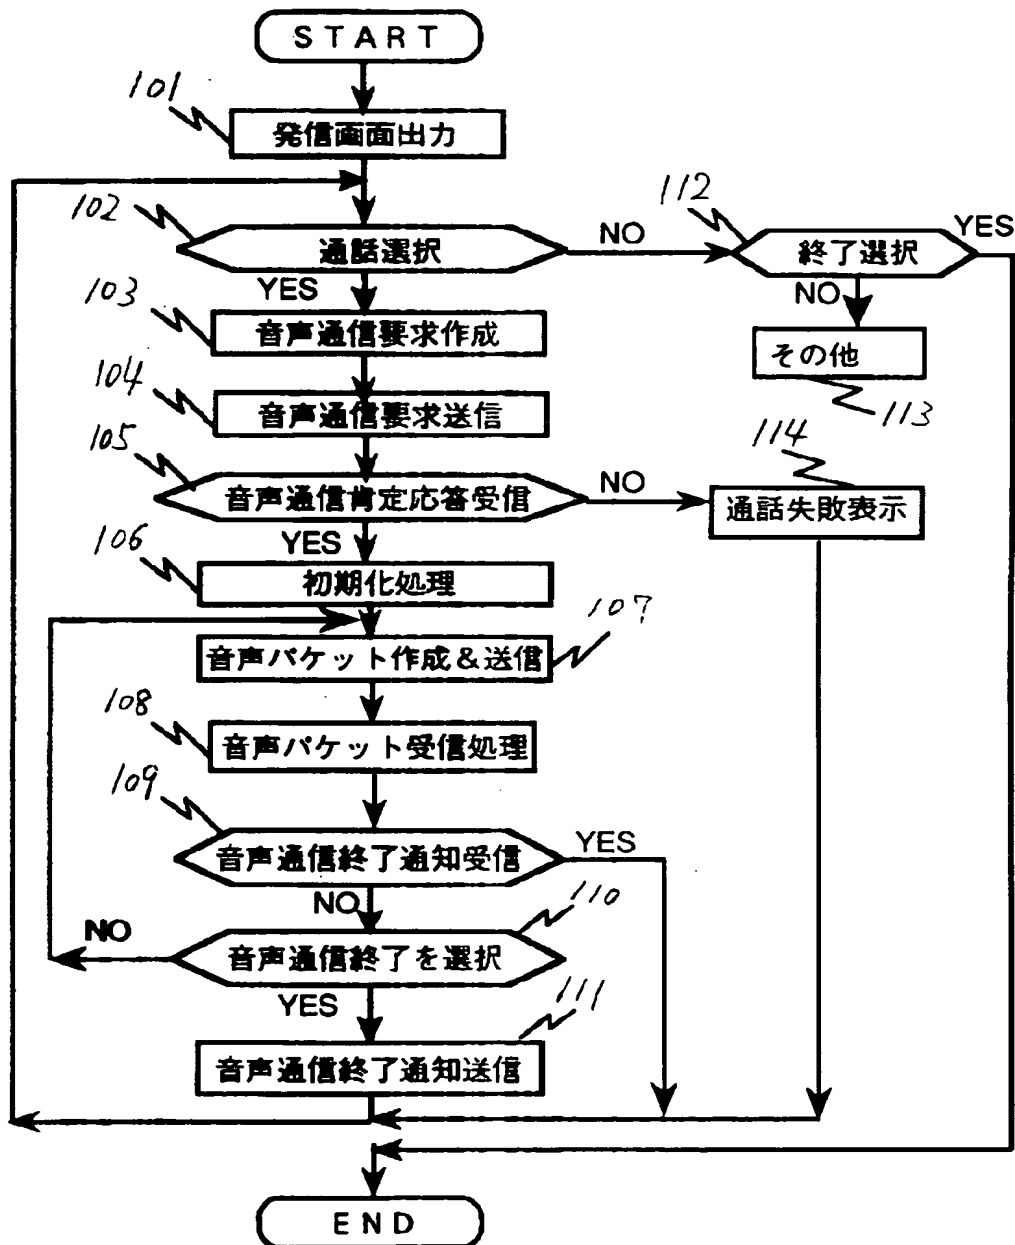 START
101
発信画面出力
102
通話選択
NO
112
終了選択
YES
YES
NO
103
音声通信要求作成
その他
113
104
音声通信要求送信
105
音声通信肯定応答受信
NO
114
通話失敗表示
YES
106
初期化処理
107
音声パケット作成&送信
108
音声パケット受信処理
109
音声通信終了通知受信
YES
NO
110
NO
音声通信終了を選択
YES
111
音声通信終了通知送信
END